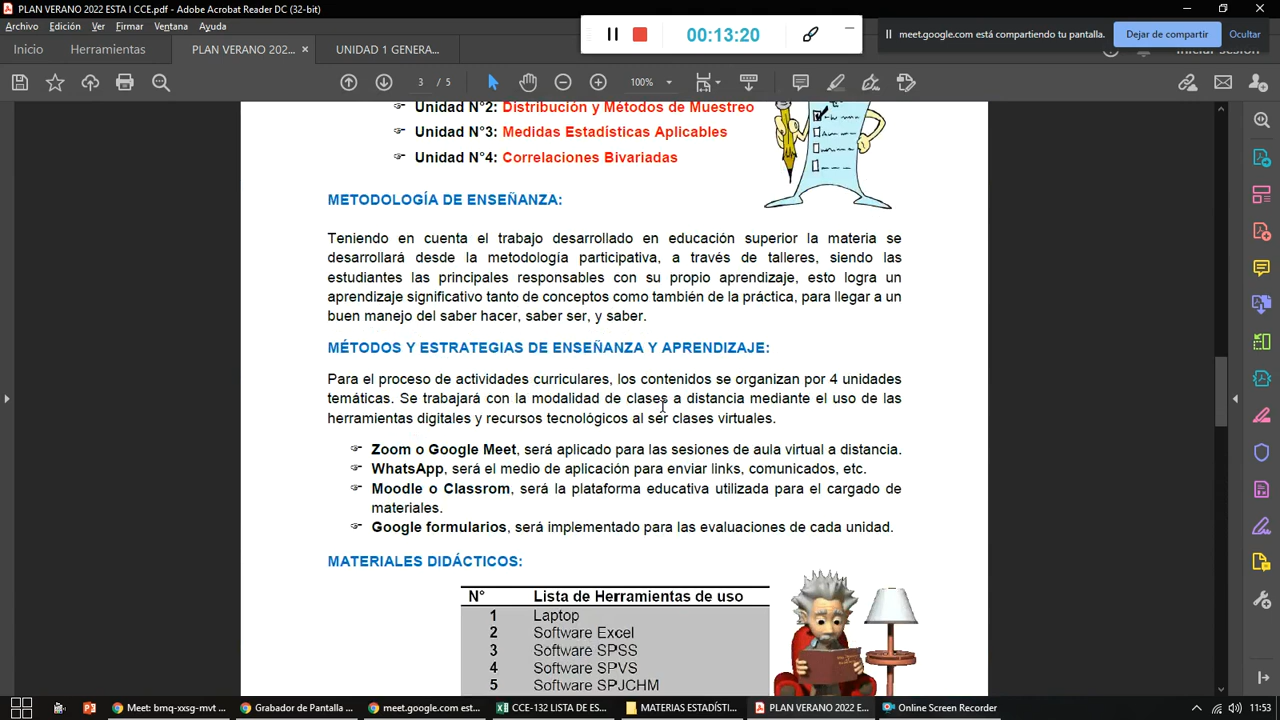 PLAN VERANO 2022 ESTA I CCE.pdf - Adobe Acrobat Reader DC (32-bit)
Archivo Edición Ver Firmar Ventana Ayuda
00:13:20
meet.google.com está compartiendo tu pantalla. Dejar de compartir Ocultar
Inicio Herramientas PLAN VERANO 202... × UNIDAD 1 GENERA...
3 / 5 100%
Unidad N°2: Distribución y Métodos de Muestreo
Unidad N°3: Medidas Estadísticas Aplicables
Unidad N°4: Correlaciones Bivariadas
METODOLOGÍA DE ENSEÑANZA:
Teniendo en cuenta el trabajo desarrollado en educación superior la materia se
desarrollará desde la metodología participativa, a través de talleres, siendo las
estudiantes las principales responsables con su propio aprendizaje, esto logra un
aprendizaje significativo tanto de conceptos como también de la práctica, para llegar a un
buen manejo del saber hacer, saber ser, y saber.
MÉTODOS Y ESTRATEGIAS DE ENSEÑANZA Y APRENDIZAJE:
Para el proceso de actividades curriculares, los contenidos se organizan por 4 unidades
temáticas. Se trabajará con la modalidad de clases a distancia mediante el uso de las
herramientas digitales y recursos tecnológicos al ser clases virtuales.
Zoom o Google Meet, será aplicado para las sesiones de aula virtual a distancia.
WhatsApp, será el medio de aplicación para enviar links, comunicados, etc.
Moodle o Classrom, será la plataforma educativa utilizada para el cargado de
materiales.
Google formularios, será implementado para las evaluaciones de cada unidad.
MATERIALES DIDÁCTICOS:
N° Lista de Herramientas de uso
1 Laptop
2 Software Excel
3 Software SPSS
4 Software SPVS
5 Software SPJCHM
Meet: bmq-xxsg-mvt ... Grabador de Pantalla ... meet.google.com est... CCE-132 LISTA DE ES... MATERIAS ESTADÍSTI... PLAN VERANO 2022 E... Online Screen Recorder 11:53